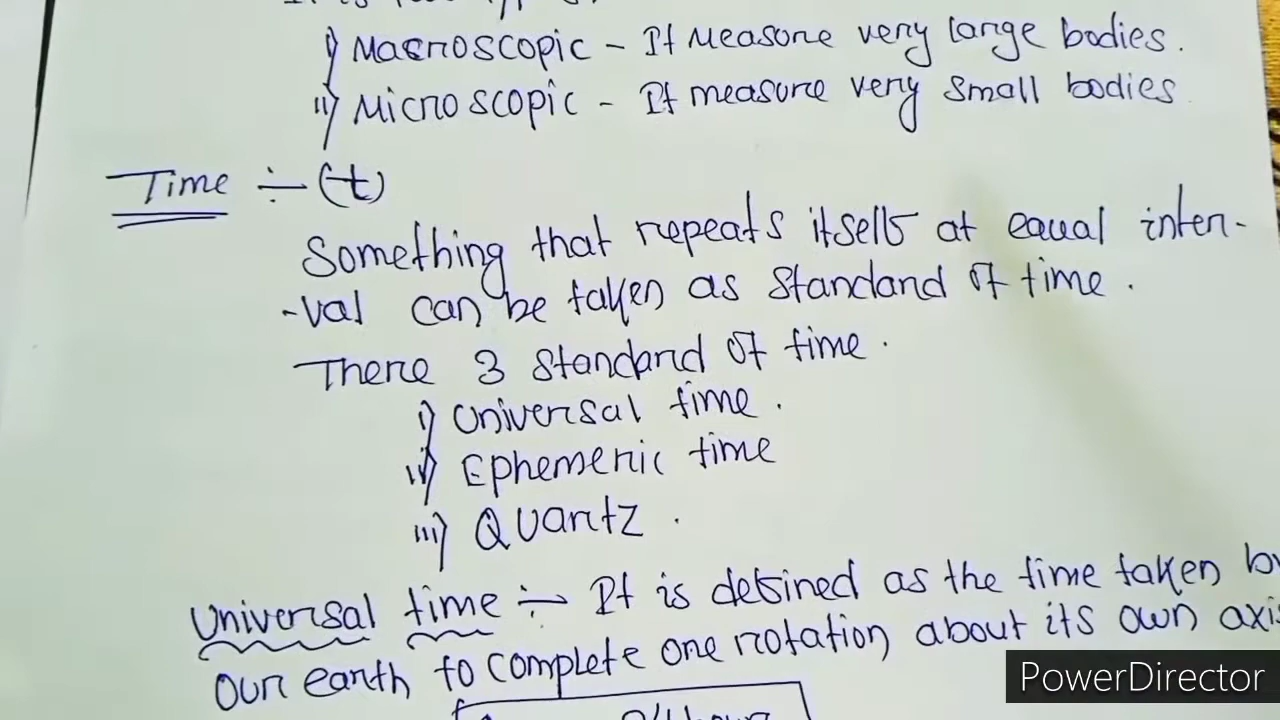 i) Macroscopic - It measure very large bodies.
ii) Microscopic - It measure very small bodies
Time ÷ (t)
Something that repeats itself at equal inter-
-val can be taken as standard of time.
There 3 standard of time.
i) Universal time.
ii) Ephemeric time
iii) Quartz.
Universal time ÷ It is defined as the time taken by
our earth to complete one rotation about its own axis
PowerDirector